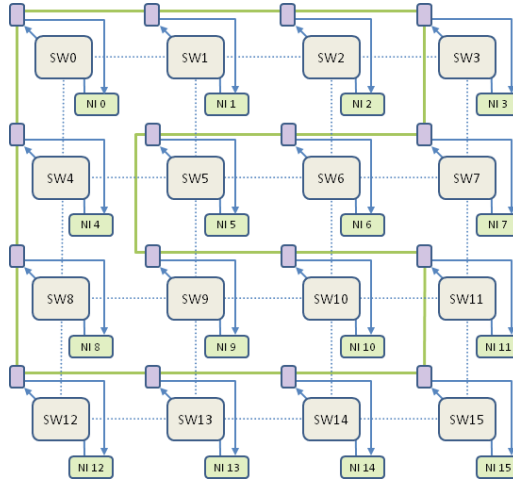 SW0 SW1 SW2 SW3
NI 0 NI 1 NI 2 NI 3
SW4 SW5 SW6 SW7
NI 4 NI 5 NI 6 NI 7
SW8 SW9 SW10 SW11
NI 8 NI 9 NI 10 NI 11
SW12 SW13 SW14 SW15
NI 12 NI 13 NI 14 NI 15